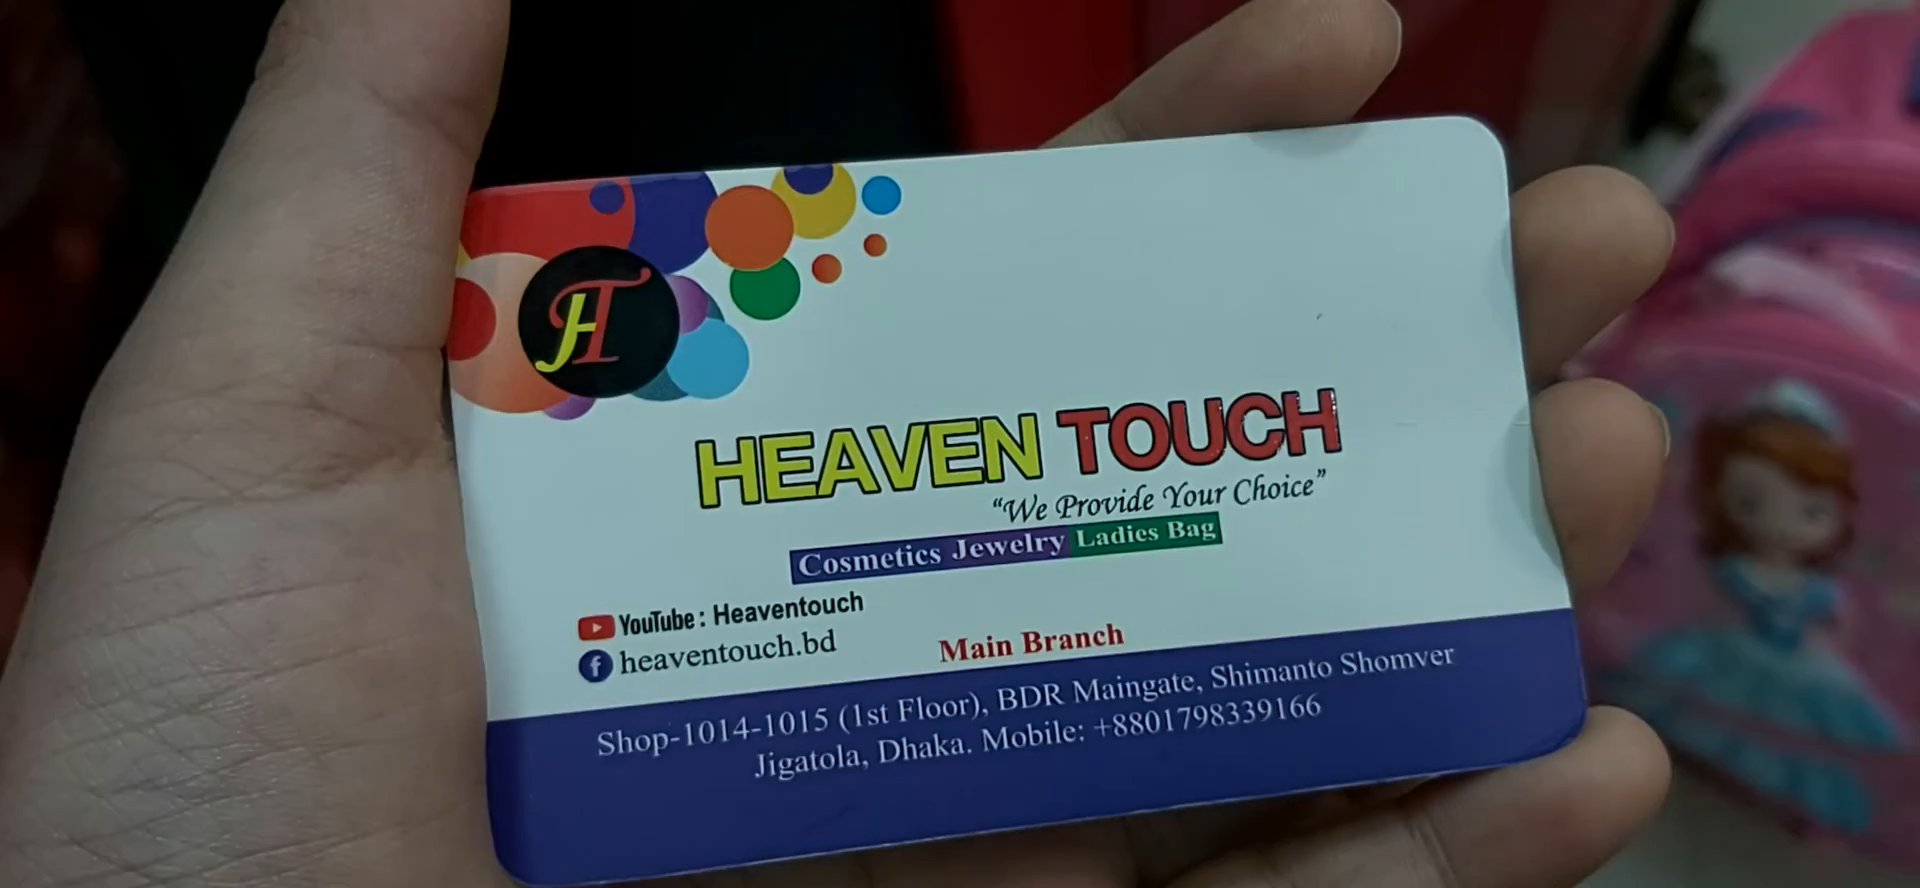 HT
HEAVEN TOUCH
“We Provide Your Choice”
Cosmetics Jewelry Ladies Bag
YouTube : Heaventouch
f heaventouch.bd
Main Branch
Shop-1014-1015 (1st Floor), BDR Maingate, Shimanto Shomver
Jigatola, Dhaka. Mobile: +8801798339166